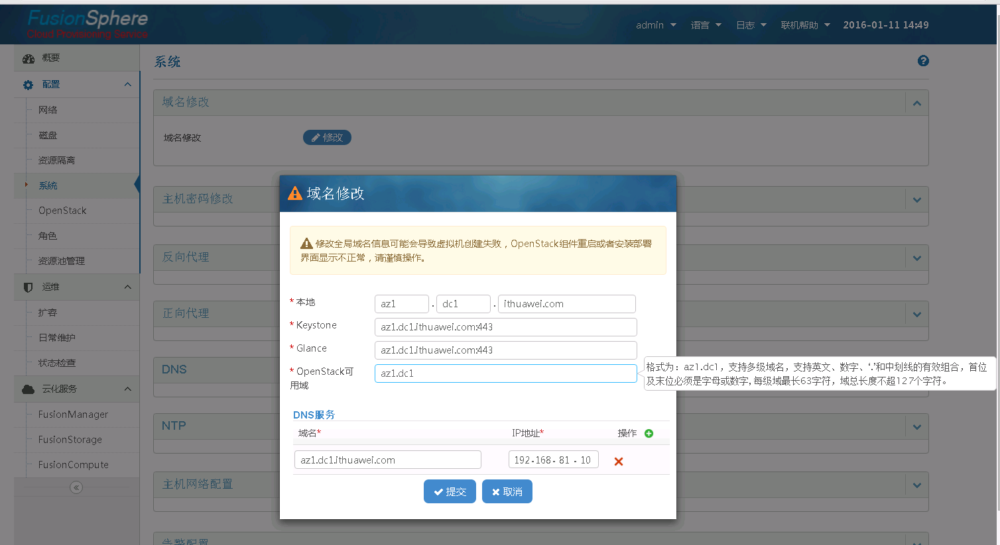 FusionSphere
Cloud Provisioning Service
admin 语言 日志 联机帮助 2016-01-11 14:49
概要
配置
网络
磁盘
资源隔离
系统
OpenStack
角色
资源池管理
运维
扩容
日常维护
状态检查
云化服务
FusionManager
FusionStorage
FusionCompute
系统
域名修改
域名修改 修改
主机密码修改
反向代理
正向代理
DNS
NTP
主机网络配置
告警配置
域名修改
修改全局域名信息可能会导致虚拟机创建失败，OpenStack组件重启或者安装部署
界面显示不正常，请谨慎操作。
*本地 az1 . dc1 . ithuawei.com
*Keystone az1.dc1.ithuawei.com:443
*Glance az1.dc1.ithuawei.com:443
*OpenStack可
用域 az1.dc1
格式为：az1.dc1，支持多级域名，支持英文、数字、‘.’和中划线的有效组合，首位
及末位必须是字母或数字,每级域最长63字符，域总长度不超127个字符。
DNS服务
域名* IP地址* 操作
az1.dc1.ithuawei.com 192-168- 81 - 10
提交 取消